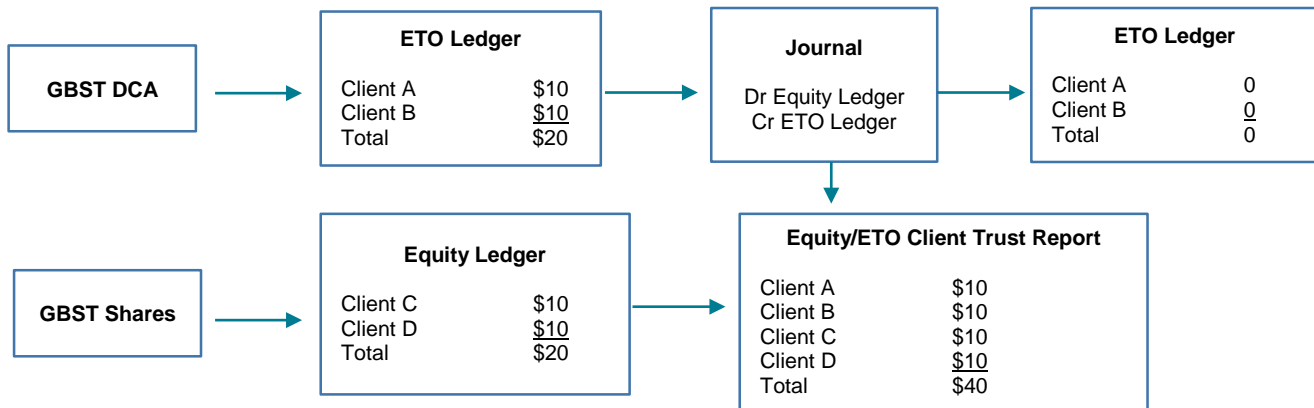 GBST DCA
ETO Ledger
Client A $10
Client B $10
Total $20
Journal
Dr Equity Ledger
Cr ETO Ledger
ETO Ledger
Client A 0
Client B 0
Total 0
GBST Shares
Equity Ledger
Client C $10
Client D $10
Total $20
Equity/ETO Client Trust Report
Client A $10
Client B $10
Client C $10
Client D $10
Total $40